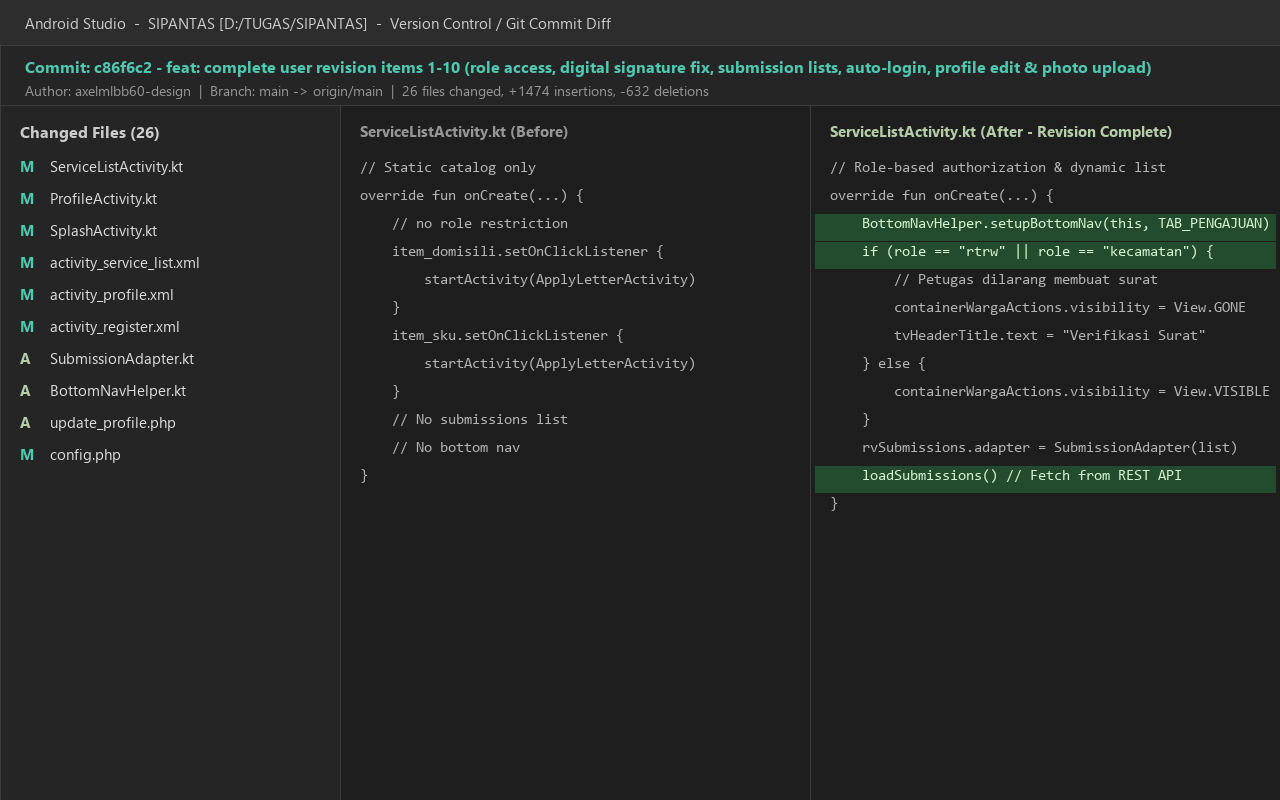 Android Studio - SIPANTAS [D:/TUGAS/SIPANTAS] - Version Control / Git Commit Diff
Commit: c86f6c2 - feat: complete user revision items 1-10 (role access, digital signature fix, submission lists, auto-login, profile edit & photo upload)
Author: axelmlbb60-design | Branch: main -> origin/main | 26 files changed, +1474 insertions, -632 deletions
Changed Files (26)
M ServiceListActivity.kt
M ProfileActivity.kt
M SplashActivity.kt
M activity_service_list.xml
M activity_profile.xml
M activity_register.xml
A SubmissionAdapter.kt
A BottomNavHelper.kt
A update_profile.php
M config.php
ServiceListActivity.kt (Before)
// Static catalog only
override fun onCreate(...) {
    // no role restriction
    item_domisili.setOnClickListener {
        startActivity(ApplyLetterActivity)
    }
    item_sku.setOnClickListener {
        startActivity(ApplyLetterActivity)
    }
    // No submissions list
    // No bottom nav
}
ServiceListActivity.kt (After - Revision Complete)
// Role-based authorization & dynamic list
override fun onCreate(...) {
    BottomNavHelper.setupBottomNav(this, TAB_PENGAJUAN)
    if (role == "rtrw" || role == "kecamatan") {
        // Petugas dilarang membuat surat
        containerWargaActions.visibility = View.GONE
        tvHeaderTitle.text = "Verifikasi Surat"
    } else {
        containerWargaActions.visibility = View.VISIBLE
    }
    rvSubmissions.adapter = SubmissionAdapter(list)
    loadSubmissions() // Fetch from REST API
}